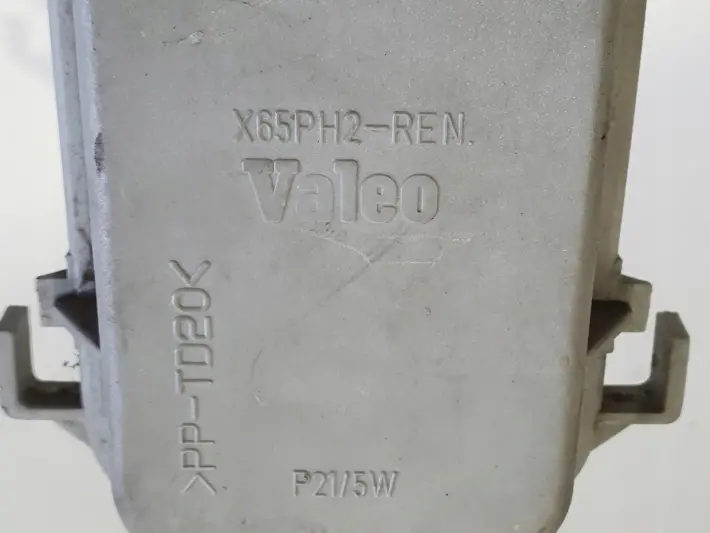 X65PH2-REN.
Valeo
>PP-TD20<
P21/5W